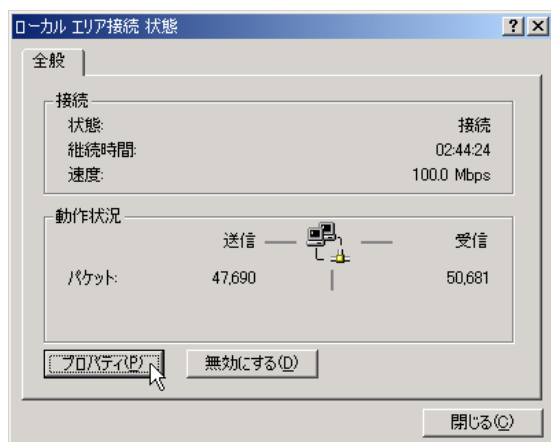 ローカル エリア接続 状態
全般
接続
状態: 接続
継続時間: 02:44:24
速度: 100.0 Mbps
動作状況
送信 受信
パケット: 47,690 50,681
プロパティ(P) 無効にする(D)
閉じる(C)